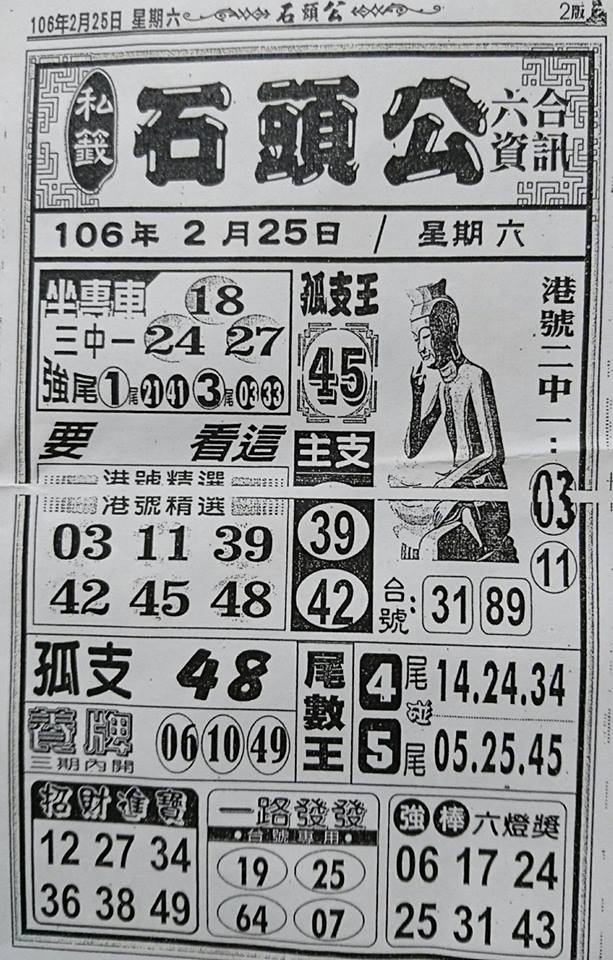 106年2月25日 星期六 石頭公 2版
私籤 石頭公 六合資訊
106年 2月25日 / 星期六
坐專車 18
三中一 24 27
強尾 1尾 21 41 3尾 03 33
孤支王
45
港號二中一：
03
11
要看這
港號精選
港號精選
03 11 39
42 45 48
主支
39
42
台號： 31 89
孤支 48
養牌 06 10 49
三期內開
尾數王
4尾 14.24.34
碰
5尾 05.25.45
招財進寶
12 27 34
36 38 49
一路發發
台號專用
19 25
64 07
強棒六燈獎
06 17 24
25 31 43